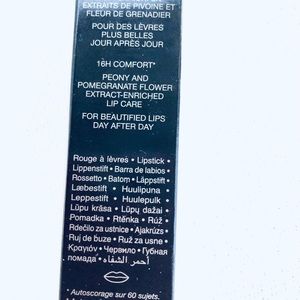 EXTRAITS DE PIVOINE ET
FLEUR DE GRENADIER
POUR DES LÈVRES
PLUS BELLES
JOUR APRÈS JOUR
16H COMFORT*
PEONY AND
POMEGRANATE FLOWER
EXTRACT-ENRICHED
LIP CARE
FOR BEAUTIFIED LIPS
DAY AFTER DAY
Rouge à lèvres • Lipstick •
Lippenstift • Barra de labios •
Rossetto • Batom • Läppstift •
Læbestift • Huulipuna •
Leppestift • Huulepulk •
Lūpu krāsa • Lūpų dažai •
Pomadka • Rtěnka • Rúž •
Rdečilo za ustnice • Ajakrúzs •
Ruj de buze • Ruž za usne •
Κραγιόν • Червило • Губная
помада • أحمر الشفاه •
* Autoscorage sur 60 sujets.